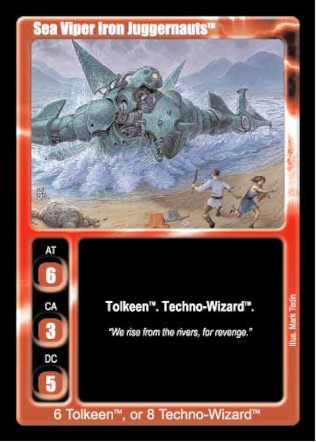 Sea Viper Iron Juggernauts™
AT
6
CA
3
DC
5
Tolkeen™. Techno-Wizard™.
"We rise from the rivers, for revenge."
Illus. Mark Tedin
6 Tolkeen™, or 8 Techno-Wizard™